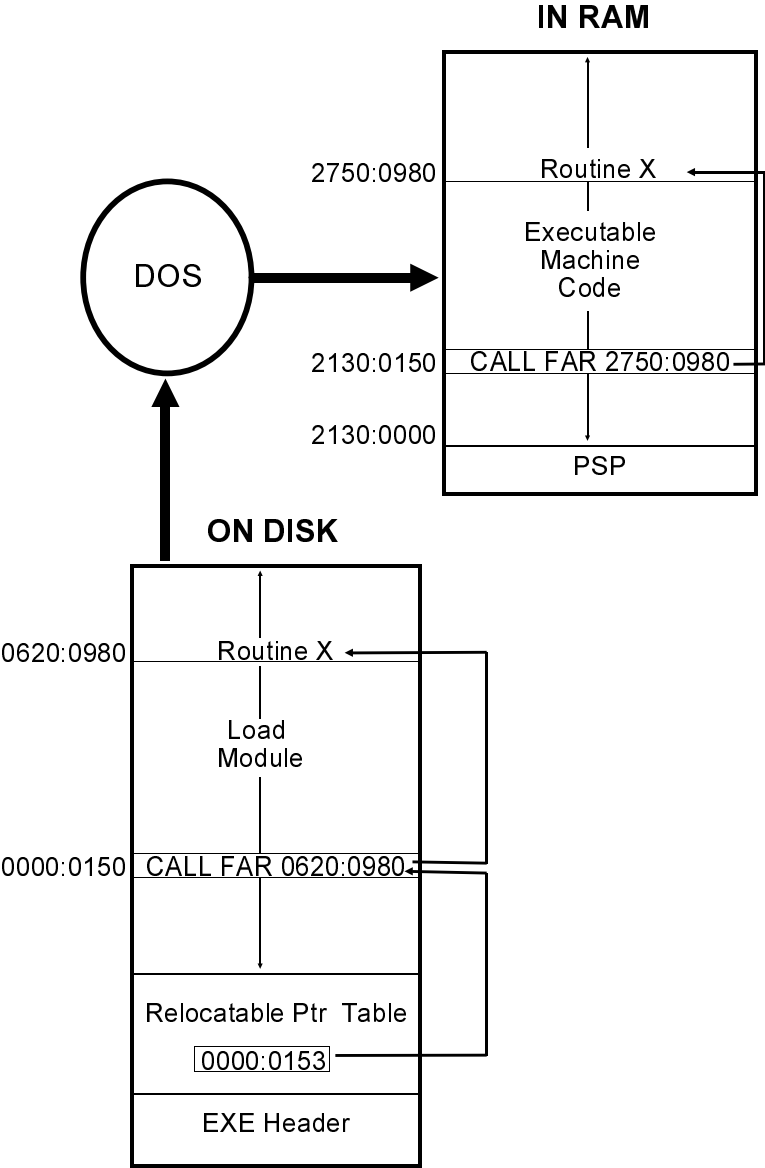 IN RAM
2750:0980
Routine X
Executable
Machine
Code
DOS
2130:0150
CALL FAR 2750:0980
2130:0000
PSP
ON DISK
0620:0980
Routine X
Load
Module
0000:0150
CALL FAR 0620:0980
Relocatable Ptr Table
0000:0153
EXE Header